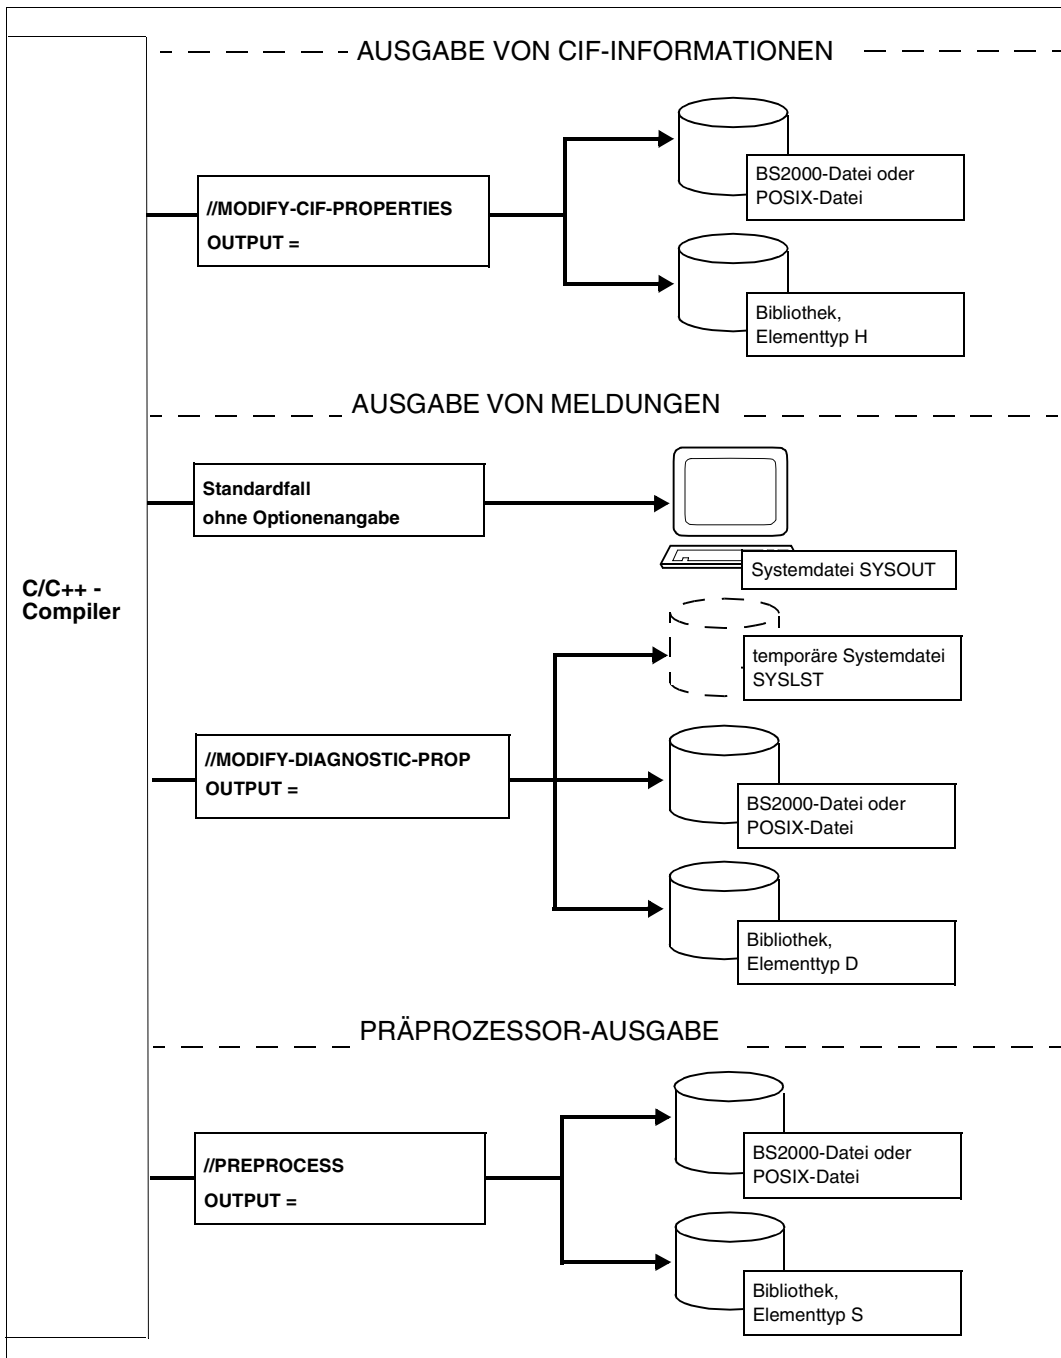 AUSGABE VON CIF-INFORMATIONEN
BS2000-Datei oder
POSIX-Datei
//MODIFY-CIF-PROPERTIES
OUTPUT =
Bibliothek,
Elementtyp H
AUSGABE VON MELDUNGEN
Standardfall
ohne Optionenangabe
Systemdatei SYSOUT
C/C++ -
Compiler
temporäre Systemdatei
SYSLST
//MODIFY-DIAGNOSTIC-PROP
OUTPUT =
BS2000-Datei oder
POSIX-Datei
Bibliothek,
Elementtyp D
PRÄPROZESSOR-AUSGABE
BS2000-Datei oder
POSIX-Datei
//PREPROCESS
OUTPUT =
Bibliothek,
Elementtyp S